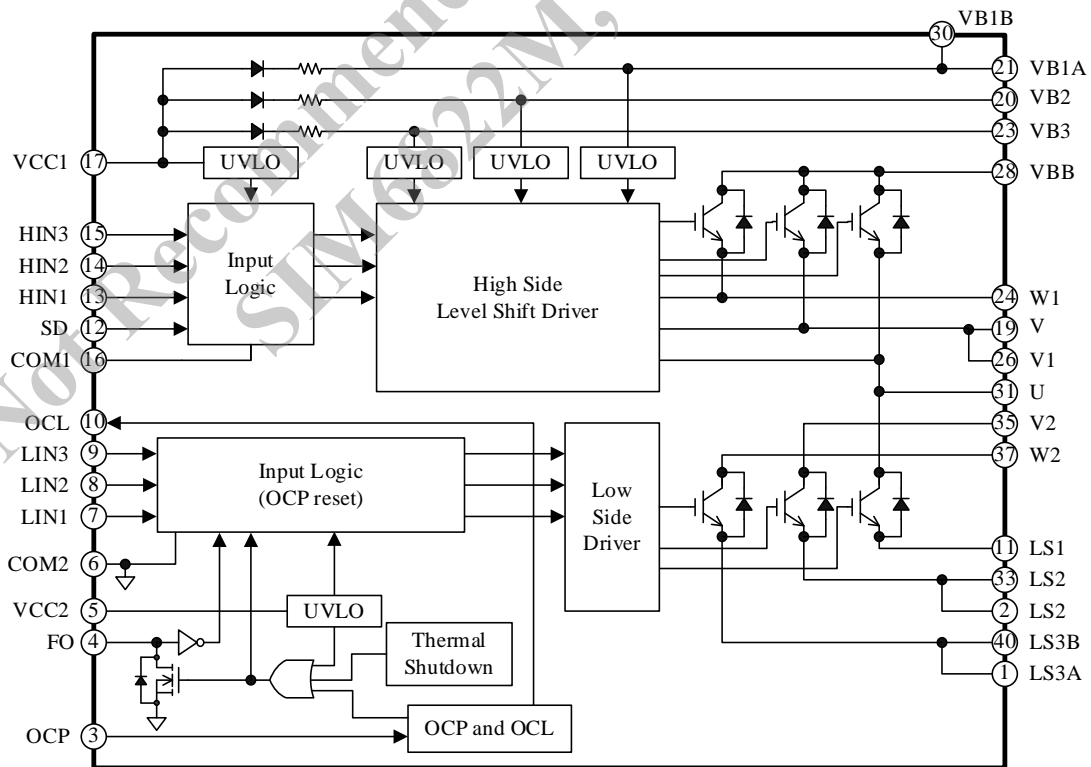 VB1B
30
21 VB1A
20 VB2
23 VB3
VCC1 17
UVLO
UVLO
UVLO
UVLO
28 VBB
HIN3 15
HIN2 14
HIN1 13
SD 12
COM1 16
Input
Logic
High Side
Level Shift Driver
24 W1
19 V
26 V1
31 U
35 V2
37 W2
OCL 10
LIN3 9
LIN2 8
LIN1 7
COM2 6
VCC2 5
FO 4
OCP 3
Input Logic
(OCP reset)
Low
Side
Driver
UVLO
Thermal
Shutdown
OCP and OCL
11 LS1
33 LS2
2 LS2
40 LS3B
1 LS3A
Not Recommen
SIM6822M,